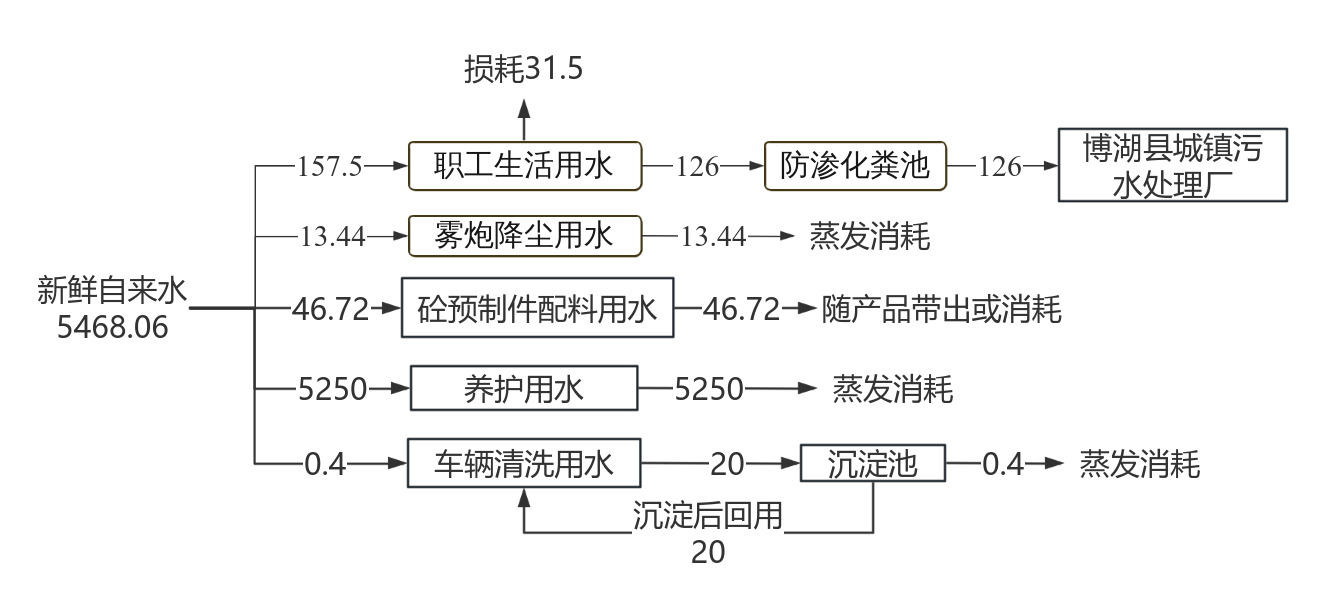 损耗31.5
157.5
职工生活用水
126
防渗化粪池
126
博湖县城镇污
水处理厂
13.44
雾炮降尘用水
13.44
蒸发消耗
新鲜自来水
5468.06
46.72
砼预制件配料用水
46.72
随产品带出或消耗
5250
养护用水
5250
蒸发消耗
0.4
车辆清洗用水
20
沉淀池
0.4
蒸发消耗
沉淀后回用
20